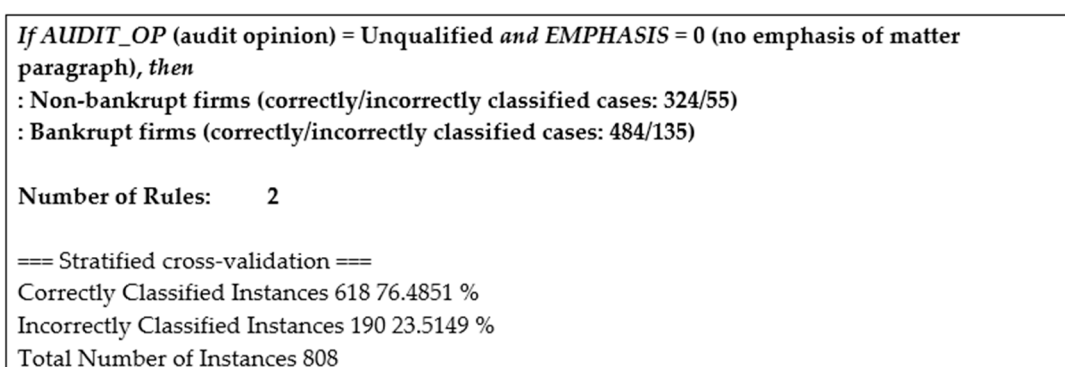 If AUDIT_OP (audit opinion) = Unqualified and EMPHASIS = 0 (no emphasis of matter
paragraph), then
: Non-bankrupt firms (correctly/incorrectly classified cases: 324/55)
: Bankrupt firms (correctly/incorrectly classified cases: 484/135)
Number of Rules: 2
=== Stratified cross-validation ===
Correctly Classified Instances 618 76.4851 %
Incorrectly Classified Instances 190 23.5149 %
Total Number of Instances 808